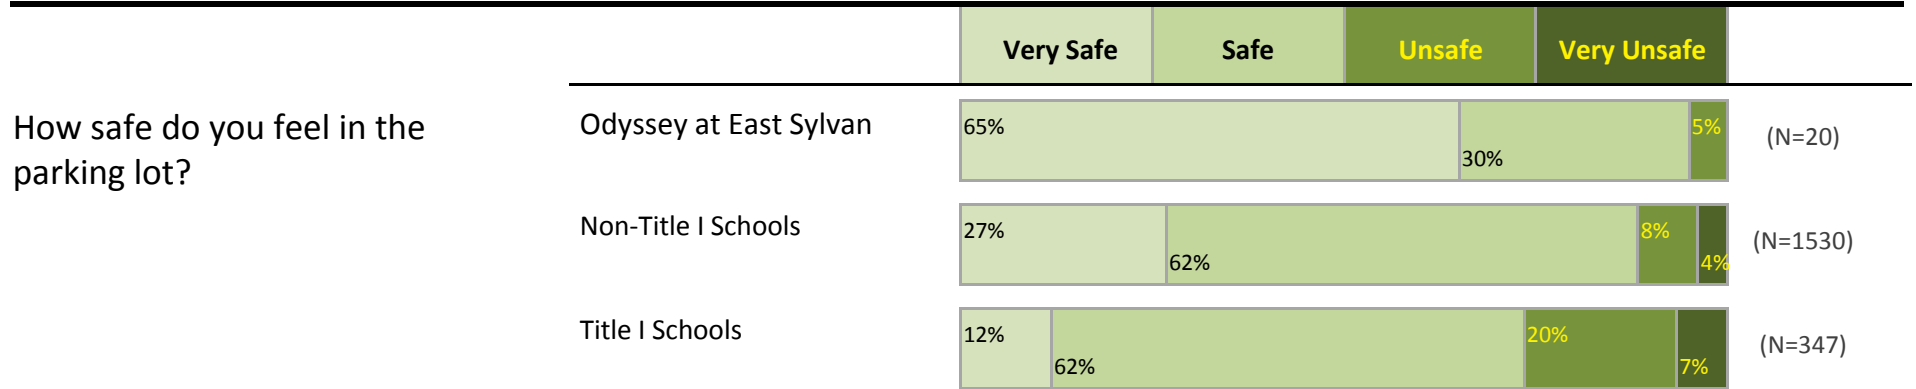 Very Safe Safe Unsafe Very Unsafe
How safe do you feel in the
parking lot?
Odyssey at East Sylvan 65% 30% 5% (N=20)
Non-Title I Schools 27% 62% 8% 4% (N=1530)
Title I Schools 12% 62% 20% 7% (N=347)